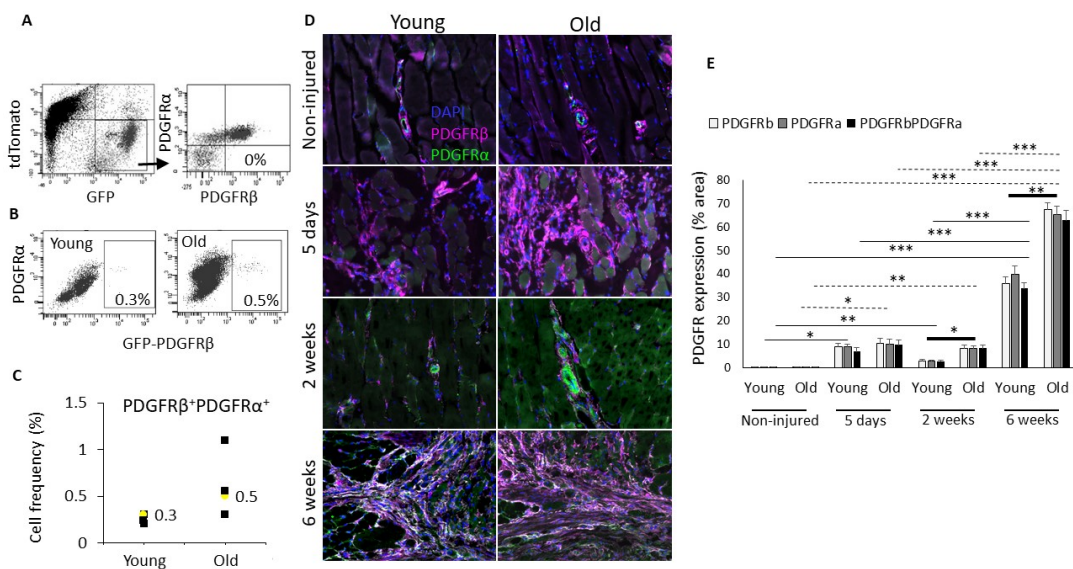 A
tdTomato
GFP
PDGFRα
0%
PDGFRβ
B
Young
Old
PDGFRα
0.3%
0.5%
GFP-PDGFRβ
C
PDGFRβ⁺PDGFRα⁺
Cell frequency (%)
1.5
1
0.5
0
0.3
0.5
Young Old
D
Young Old
Non-injured
DAPI
PDGFRβ
PDGFRα
5 days
2 weeks
6 weeks
E
PDGFRb PDGFRa PDGFRbPDGFRa
PDGFR expression (% area)
80
70
60
50
40
30
20
10
0
***
***
***
**
***
***
***
**
*
**
*
*
Young Old Young Old Young Old Young Old
Non-injured 5 days 2 weeks 6 weeks